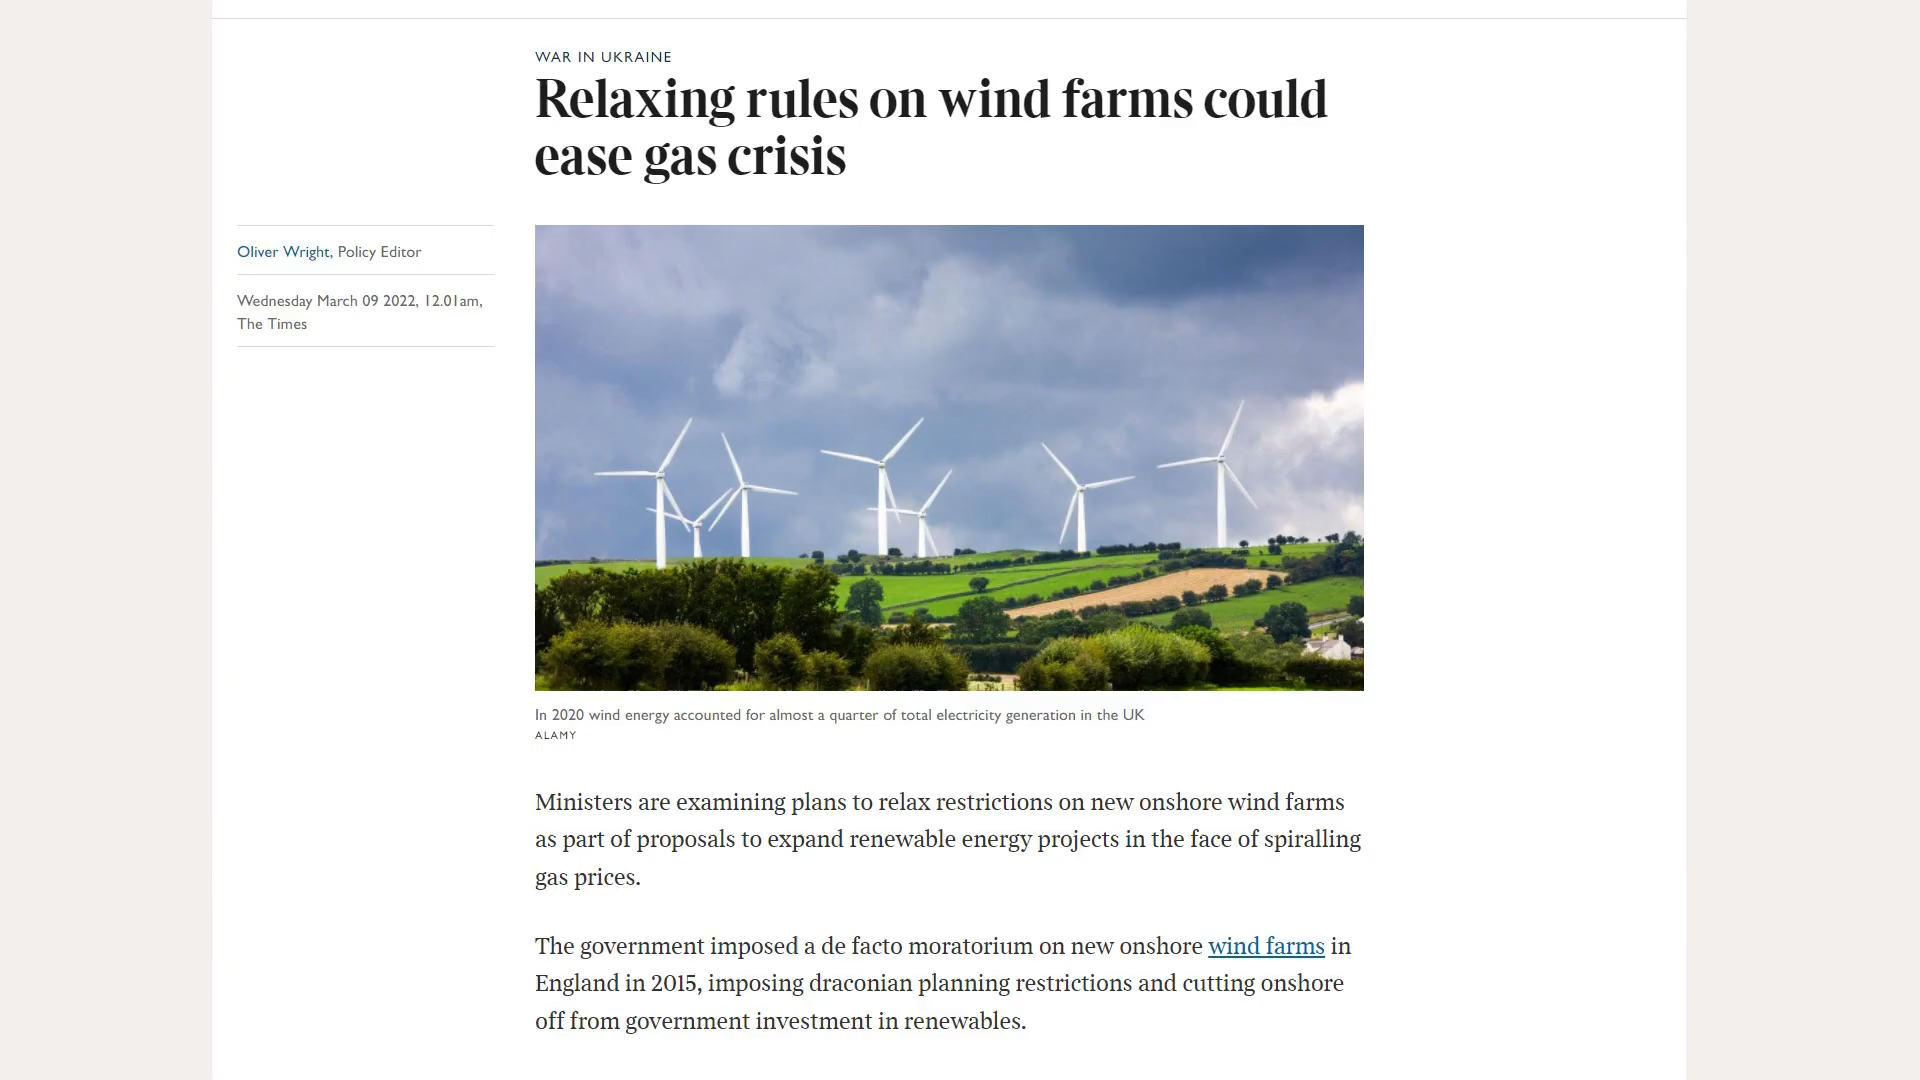 WAR IN UKRAINE
Relaxing rules on wind farms could
ease gas crisis
Oliver Wright, Policy Editor
Wednesday March 09 2022, 12.01am,
The Times
In 2020 wind energy accounted for almost a quarter of total electricity generation in the UK
ALAMY
Ministers are examining plans to relax restrictions on new onshore wind farms
as part of proposals to expand renewable energy projects in the face of spiralling
gas prices.
The government imposed a de facto moratorium on new onshore wind farms in
England in 2015, imposing draconian planning restrictions and cutting onshore
off from government investment in renewables.